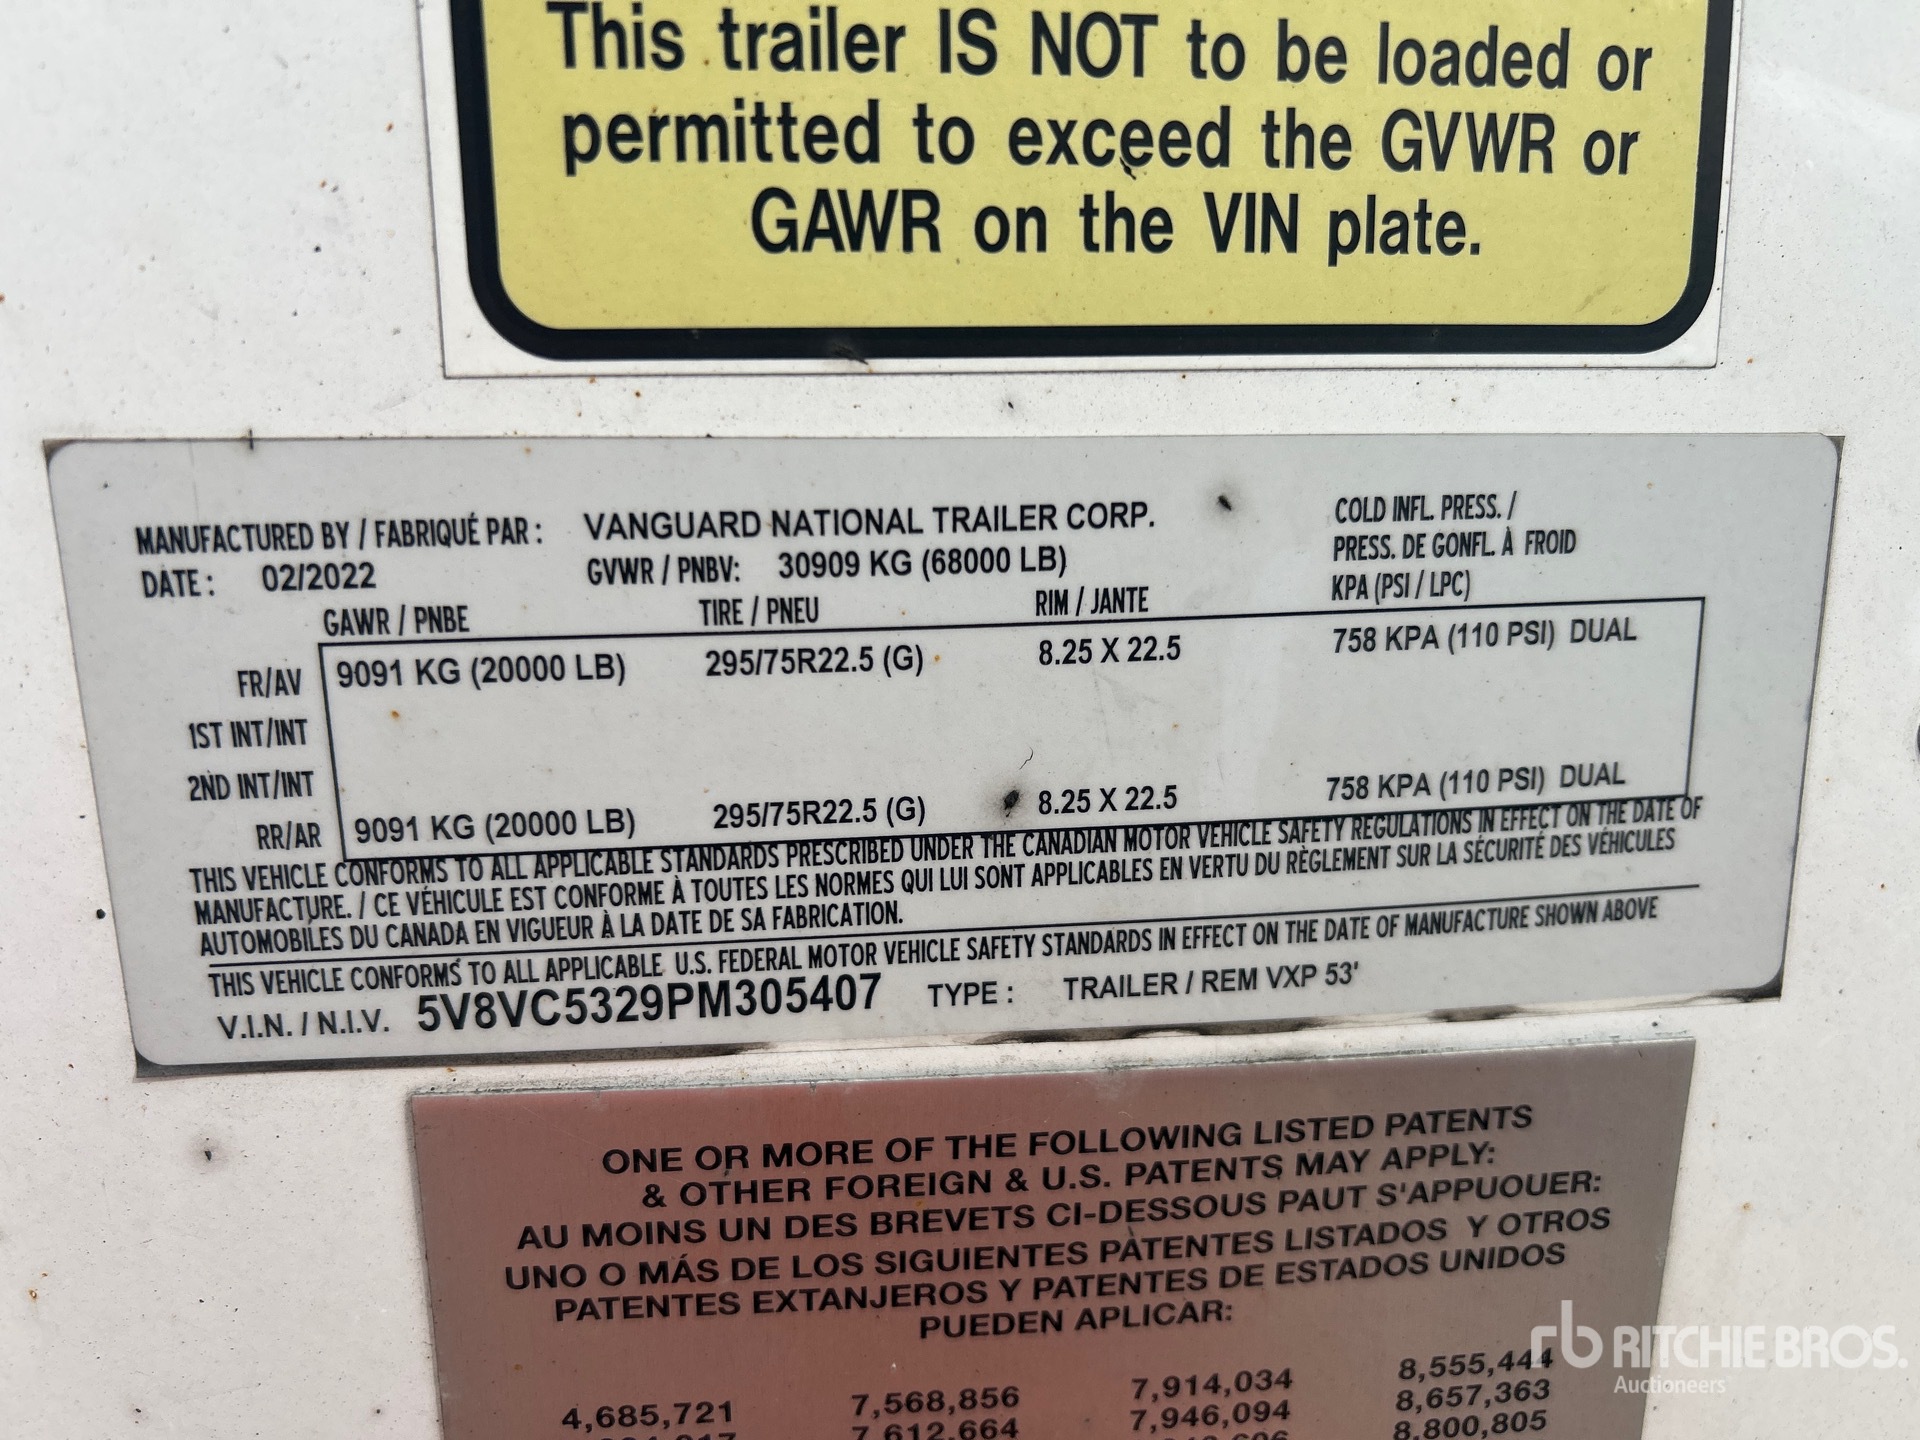 This trailer IS NOT to be loaded or
permitted to exceed the GVWR or
GAWR on the VIN plate.
MANUFACTURED BY / FABRIQUÉ PAR : VANGUARD NATIONAL TRAILER CORP.
COLD INFL. PRESS. /
PRESS. DE GONFL. À FROID
KPA (PSI / LPC)
DATE : 02/2022 GVWR / PNBV: 30909 KG (68000 LB)
GAWR / PNBE TIRE / PNEU RIM / JANTE
FR/AV 9091 KG (20000 LB) 295/75R22.5 (G) 8.25 X 22.5 758 KPA (110 PSI) DUAL
1ST INT/INT
2ND INT/INT
RR/AR 9091 KG (20000 LB) 295/75R22.5 (G) 8.25 X 22.5 758 KPA (110 PSI) DUAL
THIS VEHICLE CONFORMS TO ALL APPLICABLE STANDARDS PRESCRIBED UNDER THE CANADIAN MOTOR VEHICLE SAFETY REGULATIONS IN EFFECT ON THE DATE OF
MANUFACTURE. / CE VÉHICULE EST CONFORME À TOUTES LES NORMES QUI LUI SONT APPLICABLES EN VERTU DU RÈGLEMENT SUR LA SÉCURITÉ DES VÉHICULES
AUTOMOBILES DU CANADA EN VIGUEUR À LA DATE DE SA FABRICATION.
THIS VEHICLE CONFORMS TO ALL APPLICABLE U.S. FEDERAL MOTOR VEHICLE SAFETY STANDARDS IN EFFECT ON THE DATE OF MANUFACTURE SHOWN ABOVE
V.I.N. / N.I.V. 5V8VC5329PM305407 TYPE : TRAILER / REM VXP 53'
ONE OR MORE OF THE FOLLOWING LISTED PATENTS
& OTHER FOREIGN & U.S. PATENTS MAY APPLY:
AU MOINS UN DES BREVETS CI-DESSOUS PAUT S'APPUOUER:
UNO O MÁS DE LOS SIGUIENTES PATENTES LISTADOS Y OTROS
PATENTES EXTANJEROS Y PATENTES DE ESTADOS UNIDOS
PUEDEN APLICAR:
4,685,721 7,568,856 7,914,034 8,555,444
7,612,664 7,946,094 8,657,363
8,800,805
rb RITCHIE BROS.
Auctioneers